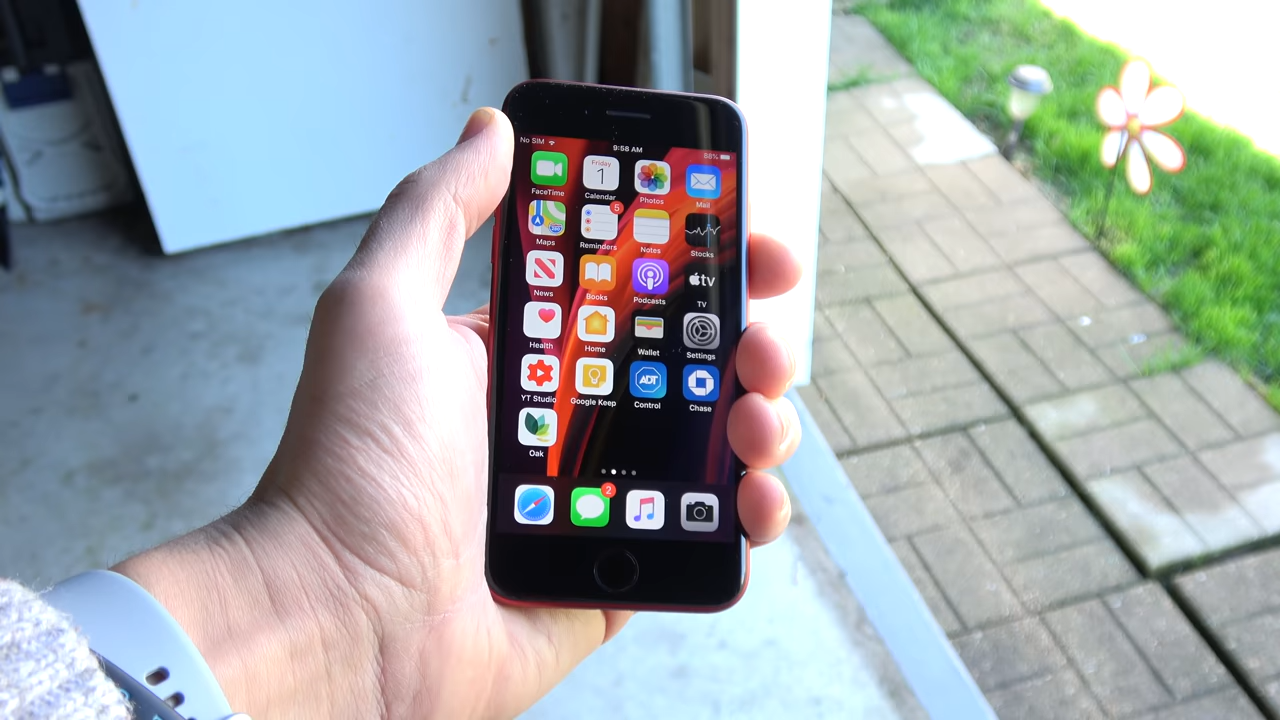 No SIM 9:58 AM 88%
Friday
1
FaceTime Calendar Photos Mail
280
5
Maps Reminders Notes Stocks
tv
News Books Podcasts TV
Health Home Wallet Settings
ADT
YT Studio Google Keep Control Chase
Oak
2